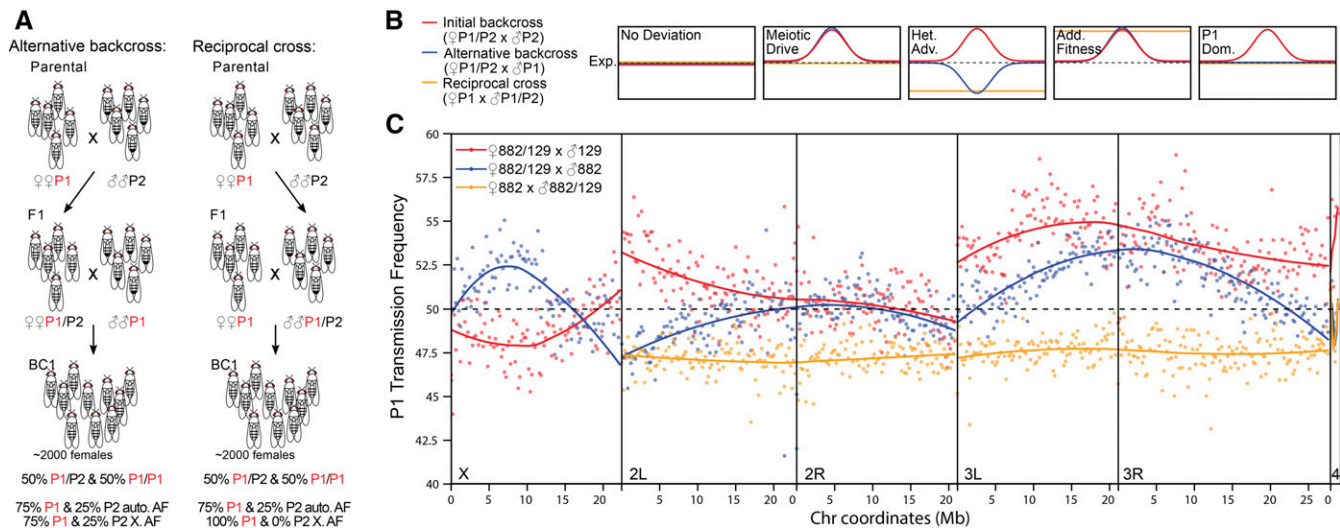 A
Alternative backcross:
Parental
X
♀♀P1
♂♂P2
F1
X
♀♀P1/P2
♂♂P1
BC1
~2000 females
50% P1/P2 & 50% P1/P1
75% P1 & 25% P2 auto. AF
75% P1 & 25% P2 X. AF
Reciprocal cross:
Parental
X
♀♀P1
♂♂P2
F1
X
♀♀P1
♂♂P1/P2
BC1
~2000 females
50% P1/P2 & 50% P1/P1
75% P1 & 25% P2 auto. AF
100% P1 & 0% P2 X. AF
B
Initial backcross
(♀P1/P2 x ♂P2)
Alternative backcross
(♀P1/P2 x ♂P1)
Reciprocal cross
(♀P1 x ♂P1/P2)
Exp.
No Deviation
Meiotic
Drive
Het.
Adv.
Add.
Fitness
P1
Dom.
C
♀882/129 x ♂129
♀882/129 x ♂882
♀882 x ♂882/129
P1 Transmission Frequency
60
57.5
55
52.5
50
47.5
45
42.5
40
X
2L
2R
3L
3R
4
0 5 10 15 20 5 10 15 20 0 5 10 15 20 5 10 15 20 0 5 10 15 20 25 0
Chr coordinates (Mb)